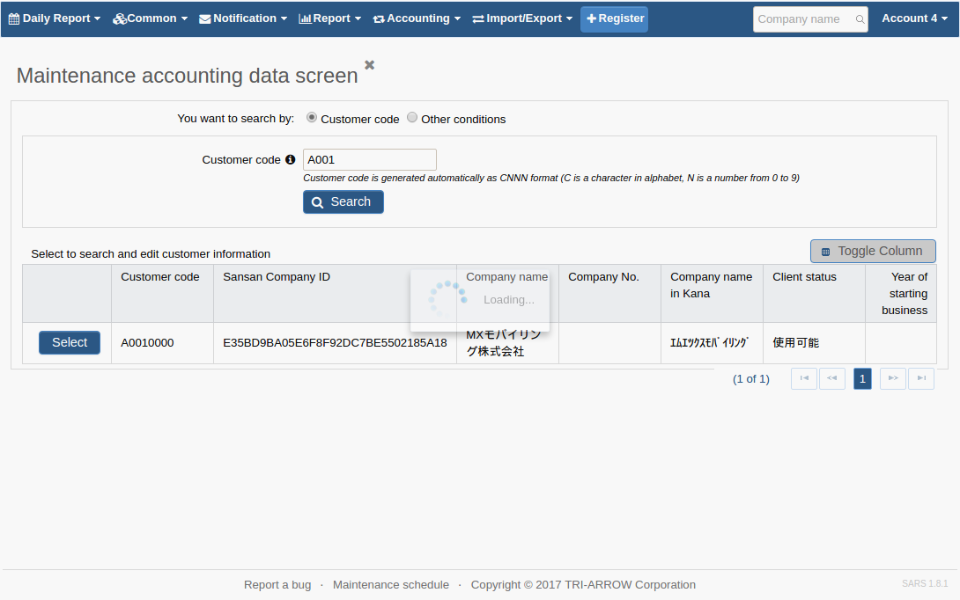 Daily Report Common Notification Report Accounting Import/Export Register Company name Account 4
Maintenance accounting data screen
You want to search by: Customer code Other conditions
Customer code A001
Customer code is generated automatically as CNNN format (C is a character in alphabet, N is a number from 0 to 9)
Search
Select to search and edit customer information Toggle Column
Customer code Sansan Company ID Company name Company No. Company name in Kana Client status Year of starting business
Loading...
Select A0010000 E35BD9BA05E6F8F92DC7BE5502185A18 MXモバイリング株式会社 ｴﾑｴｯｸｽﾓﾊﾞｲﾘﾝｸﾞ 使用可能
(1 of 1) 1
Report a bug · Maintenance schedule · Copyright © 2017 TRI-ARROW Corporation SARS 1.8.1